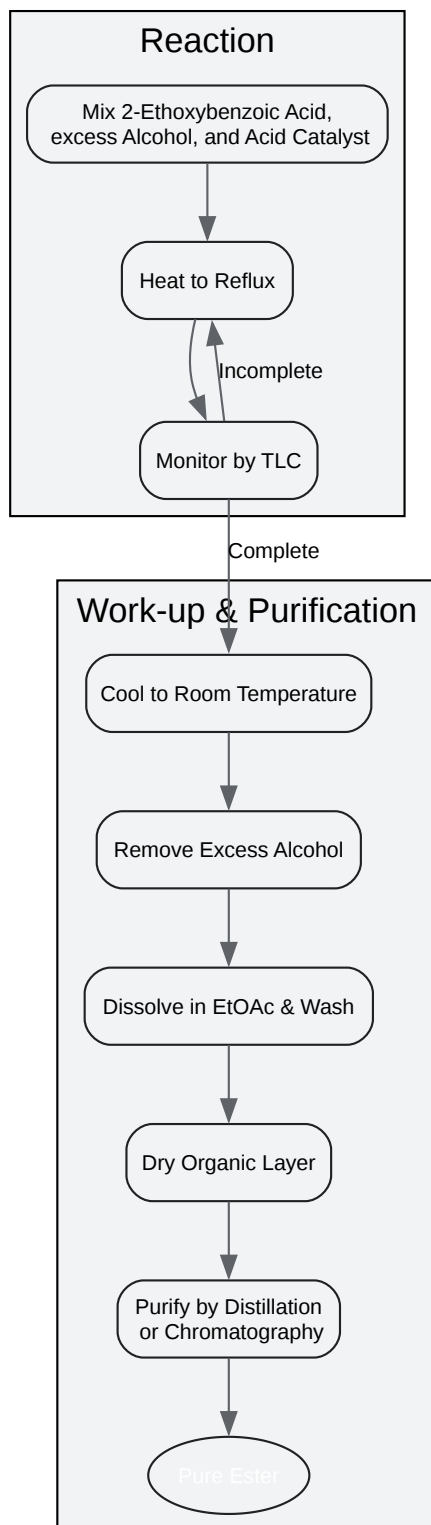 Reaction
Mix 2-Ethoxybenzoic Acid,
excess Alcohol, and Acid Catalyst
Heat to Reflux
Incomplete
Monitor by TLC
Complete
Work-up & Purification
Cool to Room Temperature
Remove Excess Alcohol
Dissolve in EtOAc & Wash
Dry Organic Layer
Purify by Distillation
or Chromatography
Pure Ester